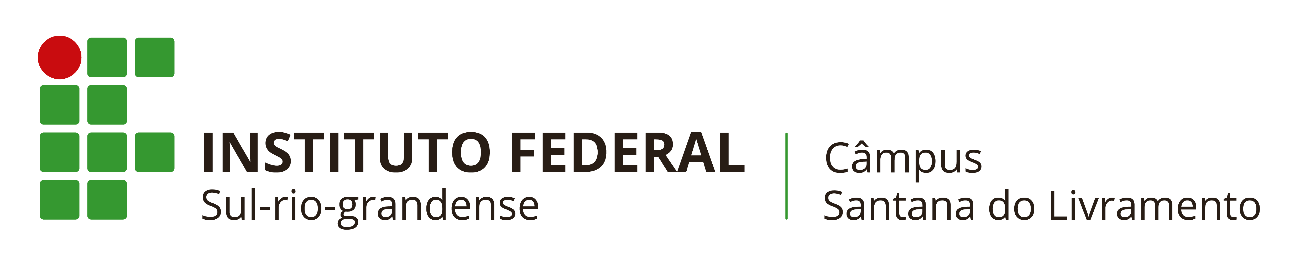 INSTITUTO FEDERAL
Sul-rio-grandense
Câmpus
Santana do Livramento